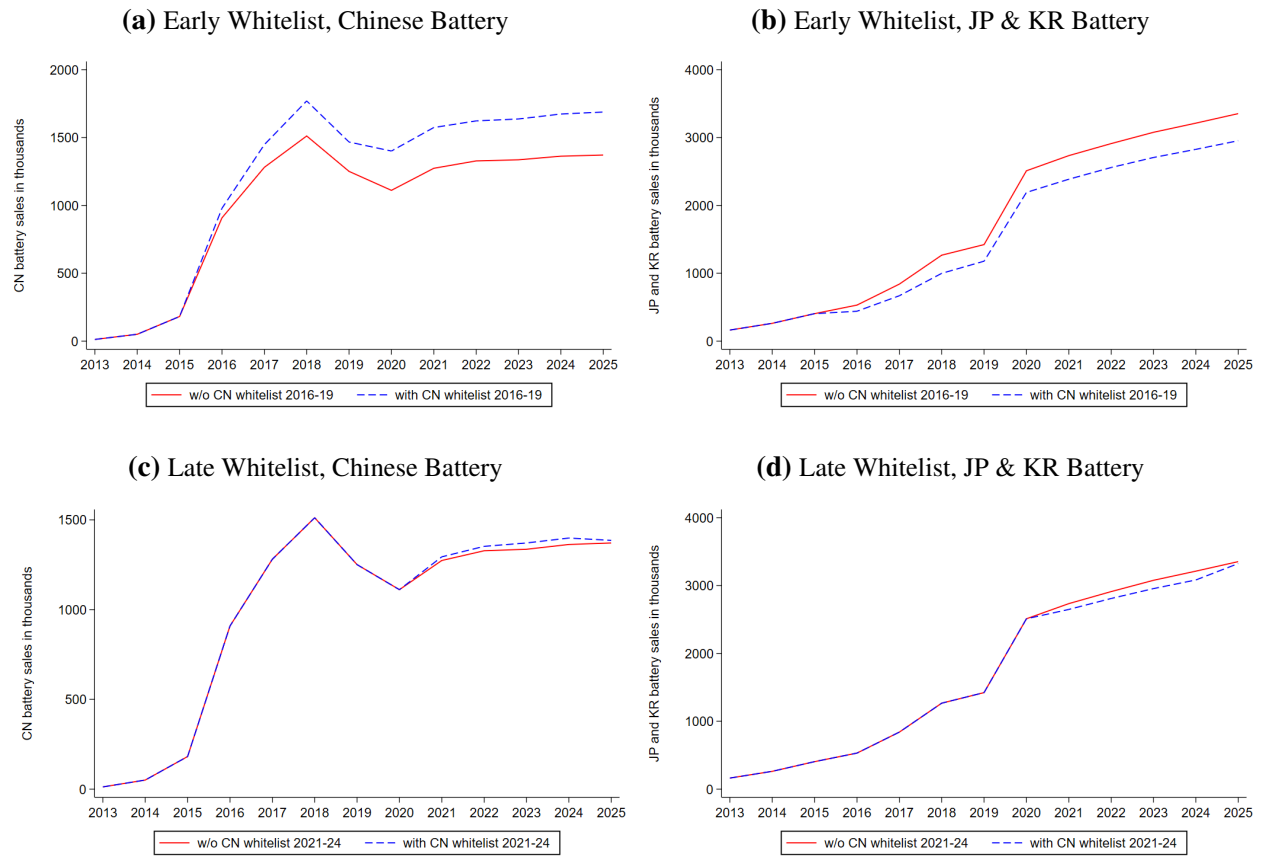 (a) Early Whitelist, Chinese Battery
CN battery sales in thousands
2000
1500
1000
500
0
2013 2014 2015 2016 2017 2018 2019 2020 2021 2022 2023 2024 2025
w/o CN whitelist 2016-19 with CN whitelist 2016-19
(b) Early Whitelist, JP & KR Battery
JP and KR battery sales in thousands
4000
3000
2000
1000
0
2013 2014 2015 2016 2017 2018 2019 2020 2021 2022 2023 2024 2025
w/o CN whitelist 2016-19 with CN whitelist 2016-19
(c) Late Whitelist, Chinese Battery
CN battery sales in thousands
1500
1000
500
0
2013 2014 2015 2016 2017 2018 2019 2020 2021 2022 2023 2024 2025
w/o CN whitelist 2021-24 with CN whitelist 2021-24
(d) Late Whitelist, JP & KR Battery
JP and KR battery sales in thousands
4000
3000
2000
1000
0
2013 2014 2015 2016 2017 2018 2019 2020 2021 2022 2023 2024 2025
w/o CN whitelist 2021-24 with CN whitelist 2021-24